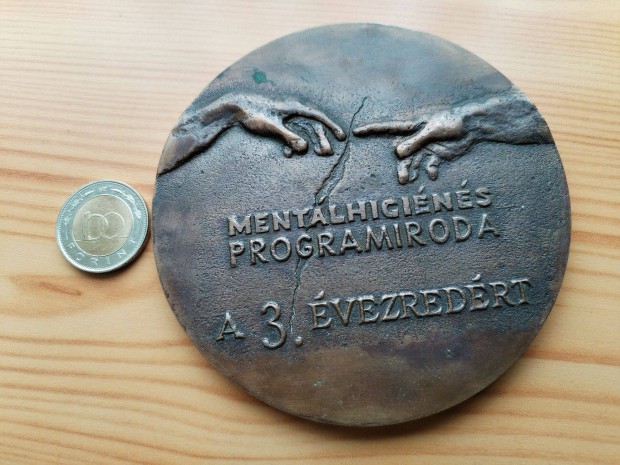 MENTÁLHIGIÉNÉS
PROGRAMIRODA
A 3. ÉVEZREDÉRT
100
FORINT